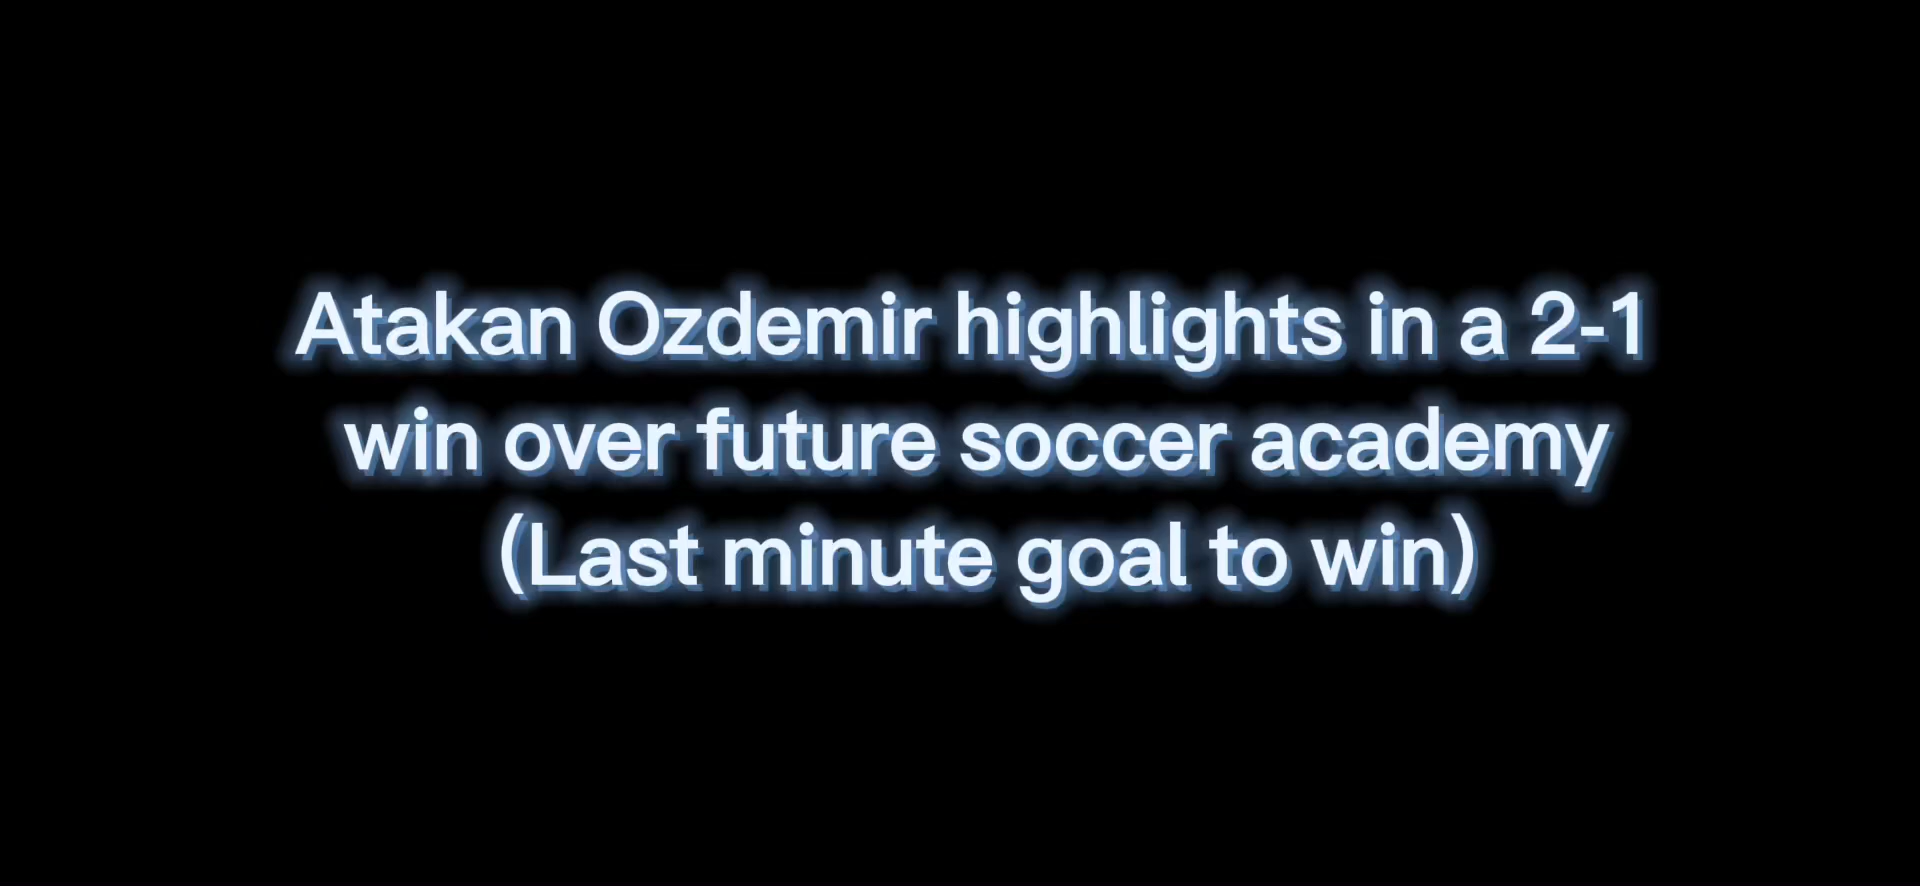 Atakan Ozdemir highlights in a 2-1
win over future soccer academy
(Last minute goal to win)